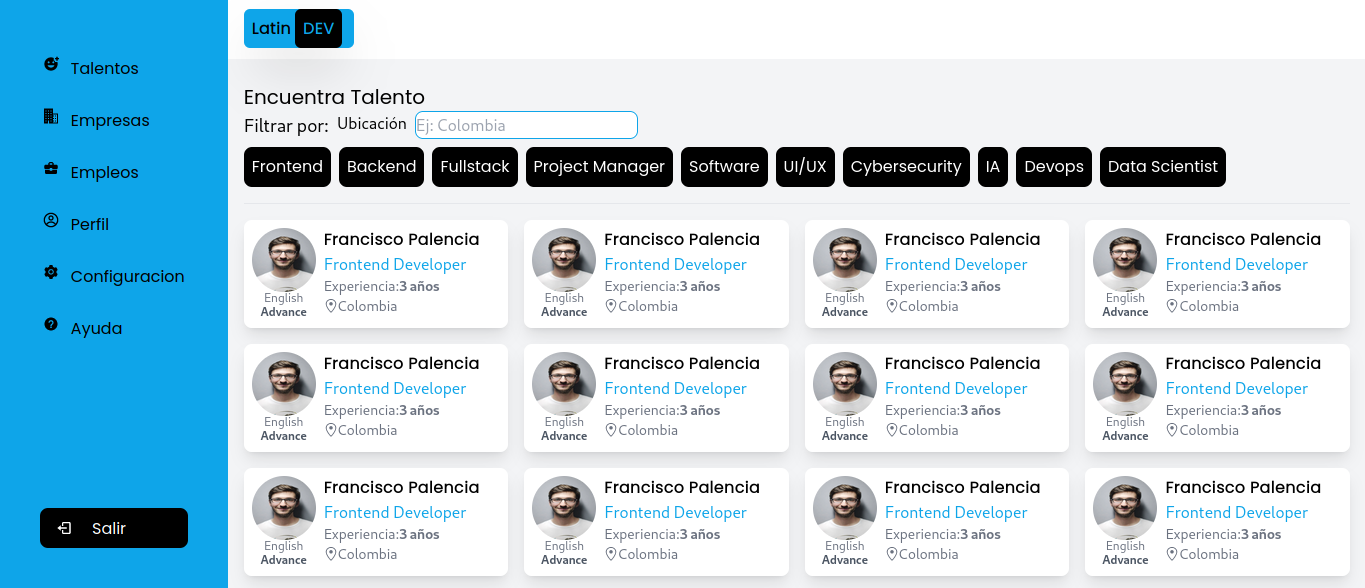 Latin DEV
Talentos
Empresas
Empleos
Perfil
Configuracion
Ayuda
Salir
Encuentra Talento
Filtrar por: Ubicación Ej: Colombia
Frontend Backend Fullstack Project Manager Software UI/UX Cybersecurity IA Devops Data Scientist
Francisco Palencia
Frontend Developer
Experiencia:3 años
Colombia
English
Advance
Francisco Palencia
Frontend Developer
Experiencia:3 años
Colombia
English
Advance
Francisco Palencia
Frontend Developer
Experiencia:3 años
Colombia
English
Advance
Francisco Palencia
Frontend Developer
Experiencia:3 años
Colombia
English
Advance
Francisco Palencia
Frontend Developer
Experiencia:3 años
Colombia
English
Advance
Francisco Palencia
Frontend Developer
Experiencia:3 años
Colombia
English
Advance
Francisco Palencia
Frontend Developer
Experiencia:3 años
Colombia
English
Advance
Francisco Palencia
Frontend Developer
Experiencia:3 años
Colombia
English
Advance
Francisco Palencia
Frontend Developer
Experiencia:3 años
Colombia
English
Advance
Francisco Palencia
Frontend Developer
Experiencia:3 años
Colombia
English
Advance
Francisco Palencia
Frontend Developer
Experiencia:3 años
Colombia
English
Advance
Francisco Palencia
Frontend Developer
Experiencia:3 años
Colombia
English
Advance